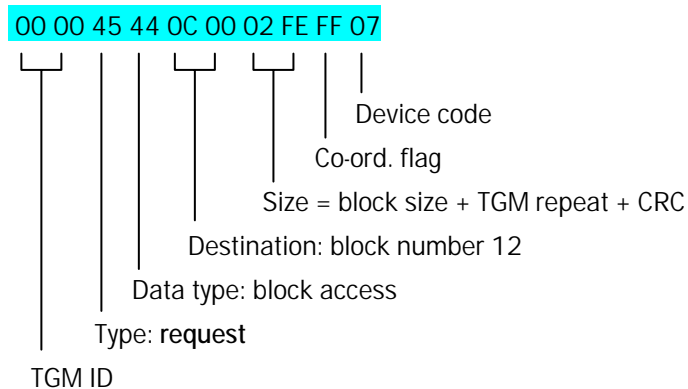 00 00 45 44 0C 00 02 FE FF 07
Device code
Co-ord. flag
Size = block size + TGM repeat + CRC
Destination: block number 12
Data type: block access
Type: request
TGM ID